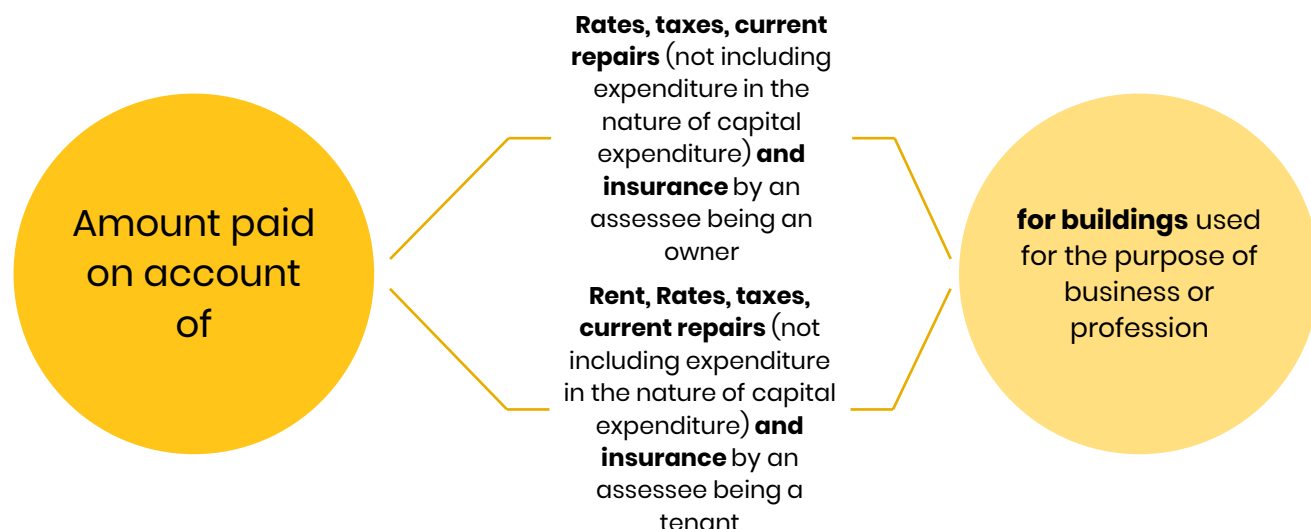 Amount paid
on account
of
Rates, taxes, current
repairs (not including
expenditure in the
nature of capital
expenditure) and
insurance by an
assessee being an
owner
Rent, Rates, taxes,
current repairs (not
including expenditure
in the nature of capital
expenditure) and
insurance by an
assessee being a
tenant
for buildings used
for the purpose of
business or
profession